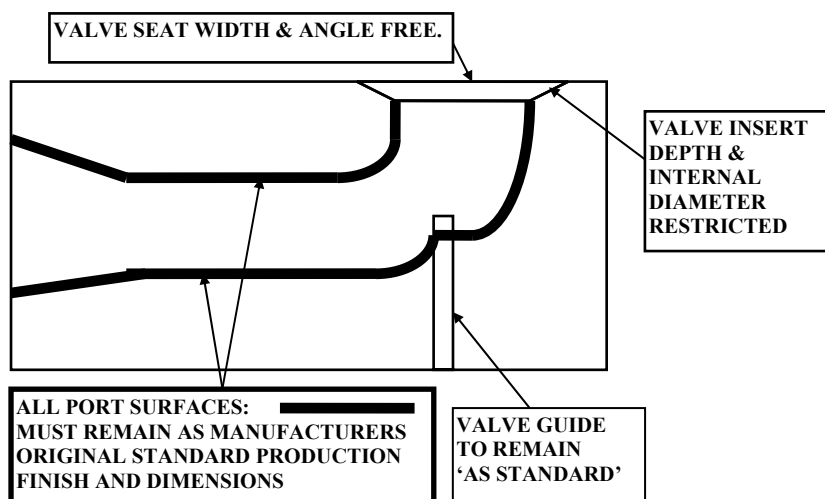 VALVE SEAT WIDTH & ANGLE FREE.
VALVE INSERT
DEPTH &
INTERNAL
DIAMETER
RESTRICTED
ALL PORT SURFACES:
MUST REMAIN AS MANUFACTURERS
ORIGINAL STANDARD PRODUCTION
FINISH AND DIMENSIONS
VALVE GUIDE
TO REMAIN
‘AS STANDARD’